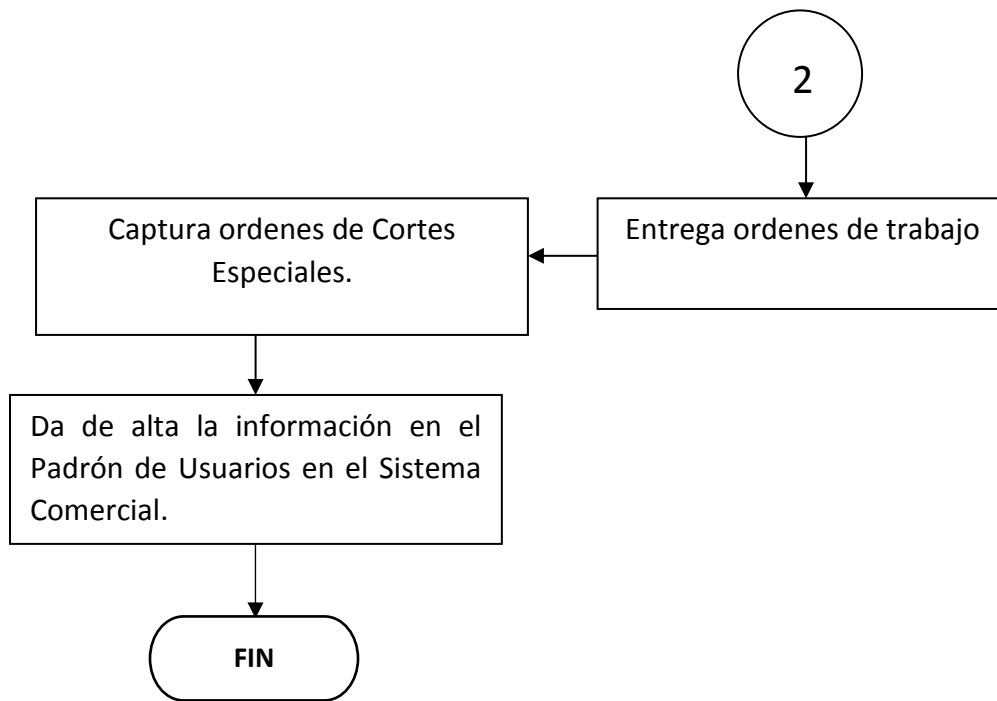 2
Entrega ordenes de trabajo
Captura ordenes de Cortes
Especiales.
Da de alta la información en el
Padrón de Usuarios en el Sistema
Comercial.
FIN